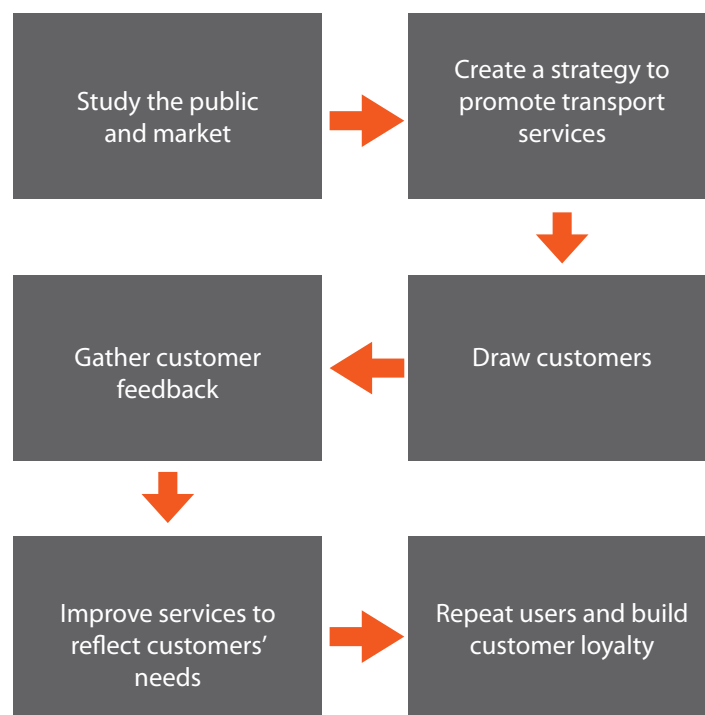 Study the public
and market
Create a strategy to
promote transport
services
Draw customers
Gather customer
feedback
Improve services to
reflect customers’
needs
Repeat users and build
customer loyalty